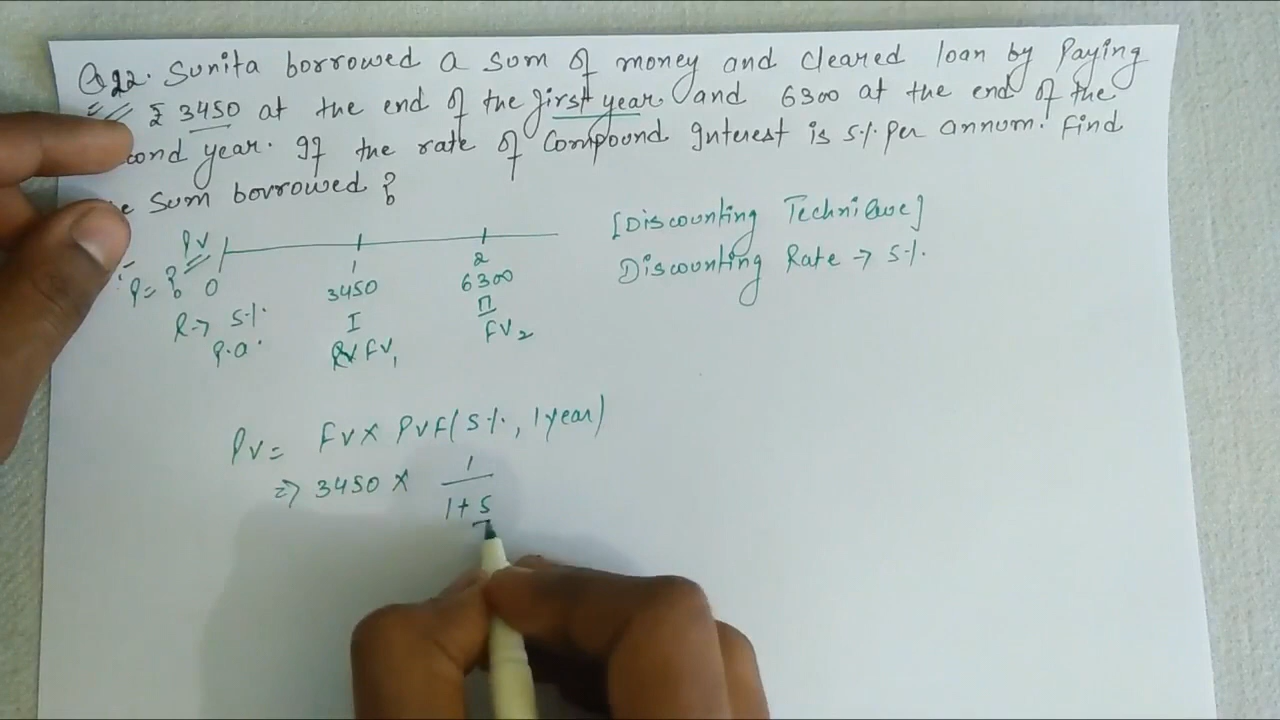 Q22. Sunita borrowed a sum of money and cleared loan by Paying
₹ 3450 at the end of the first year and 6300 at the end of the
cond year. If the rate of Compound Interest is 5% per annum. Find
e sum borrowed ?
[Discounting Technique]
Discounting Rate → 5%.
PV
P = ? 0 1 2
3450 6300
R → 5% I II
P.a. FV1 FV2
PV = FV × PVF(5%, 1year)
⇒ 3450 × 1
1+5